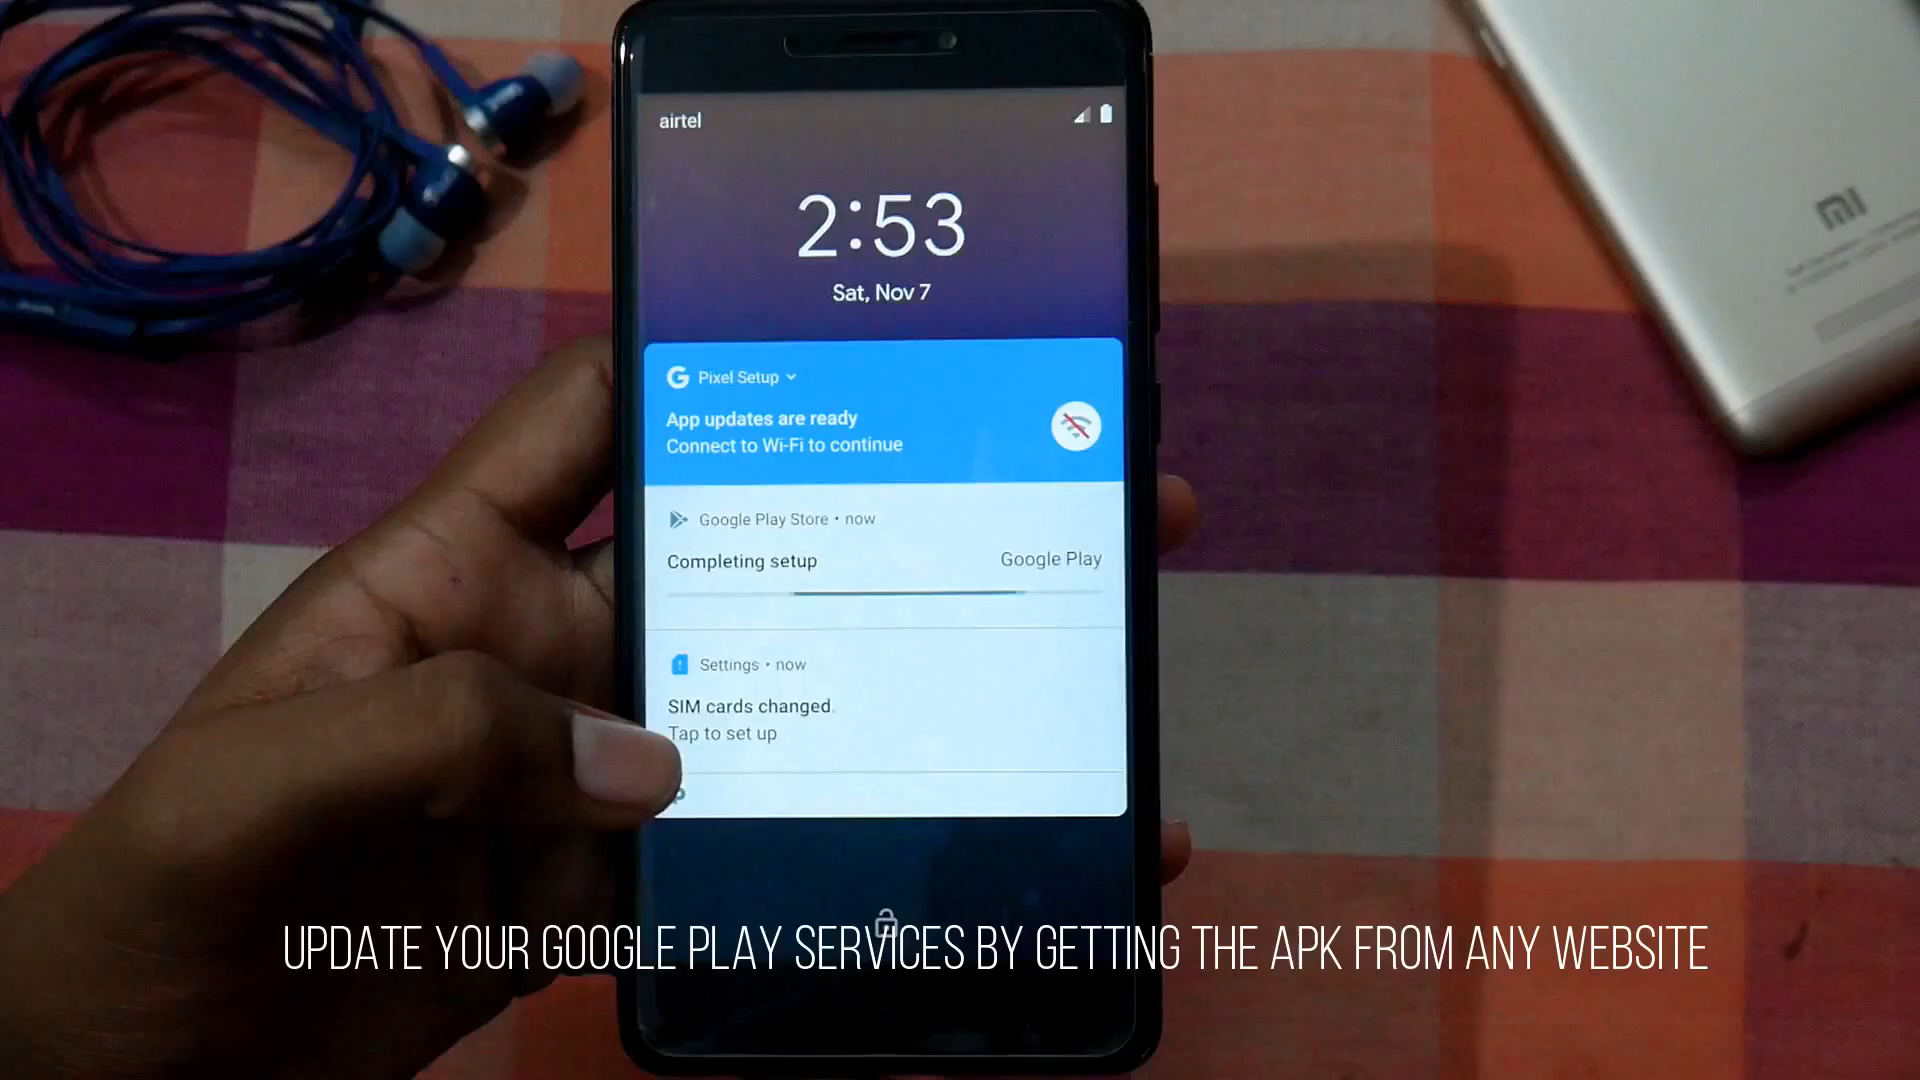 airtel
2:53
Sat, Nov 7
Pixel Setup
App updates are ready
Connect to Wi-Fi to continue
Google Play Store • now
Completing setup
Google Play
Settings • now
SIM cards changed.
Tap to set up
UPDATE YOUR GOOGLE PLAY SERVICES BY GETTING THE APK FROM ANY WEBSITE